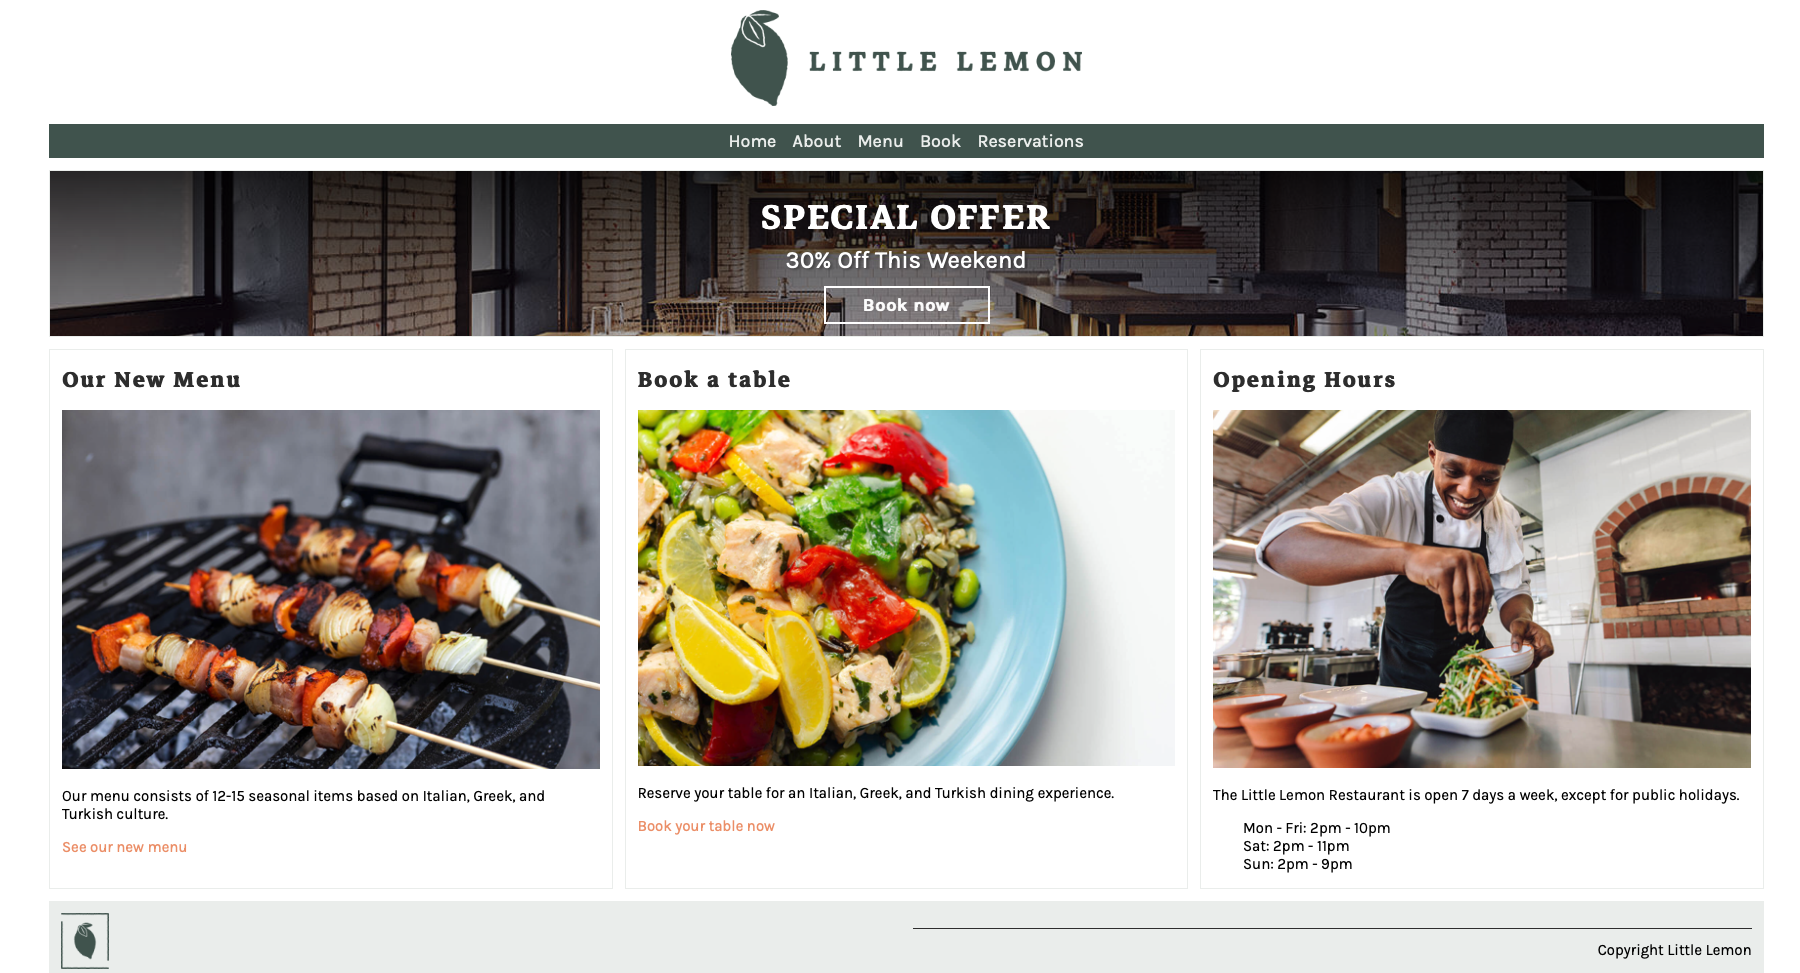 LITTLE LEMON
Home About Menu Book Reservations
SPECIAL OFFER
30% Off This Weekend
Book now
Our New Menu
Our menu consists of 12-15 seasonal items based on Italian, Greek, and
Turkish culture.
See our new menu
Book a table
Reserve your table for an Italian, Greek, and Turkish dining experience.
Book your table now
Opening Hours
The Little Lemon Restaurant is open 7 days a week, except for public holidays.
Mon - Fri: 2pm - 10pm
Sat: 2pm - 11pm
Sun: 2pm - 9pm
Copyright Little Lemon